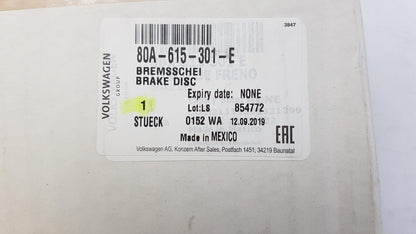 3847
VOLKSWAGEN
GROUP
80A-615-301-E
BREMSSCHEI
BRAKE DISC
Expiry date: NONE
Lot:LS 854772
1
STUECK 0152 WA 12.09.2019
Made in MEXICO
EAC
Volkswagen AG, Konzern After Sales, Postfach 1451, 34219 Baunatal